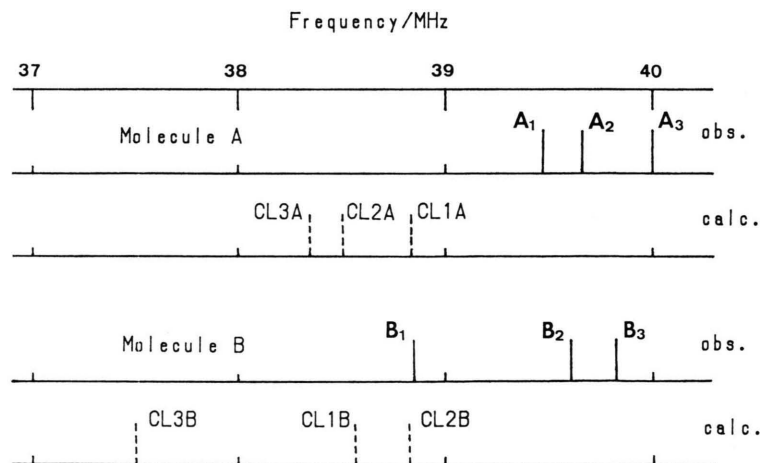 Frequency/MHz
37 38 39 40
Molecule A A1 A2 A3 obs.
CL3A CL2A CL1A calc.
Molecule B B1 B2 B3 obs.
CL3B CL1B CL2B calc.